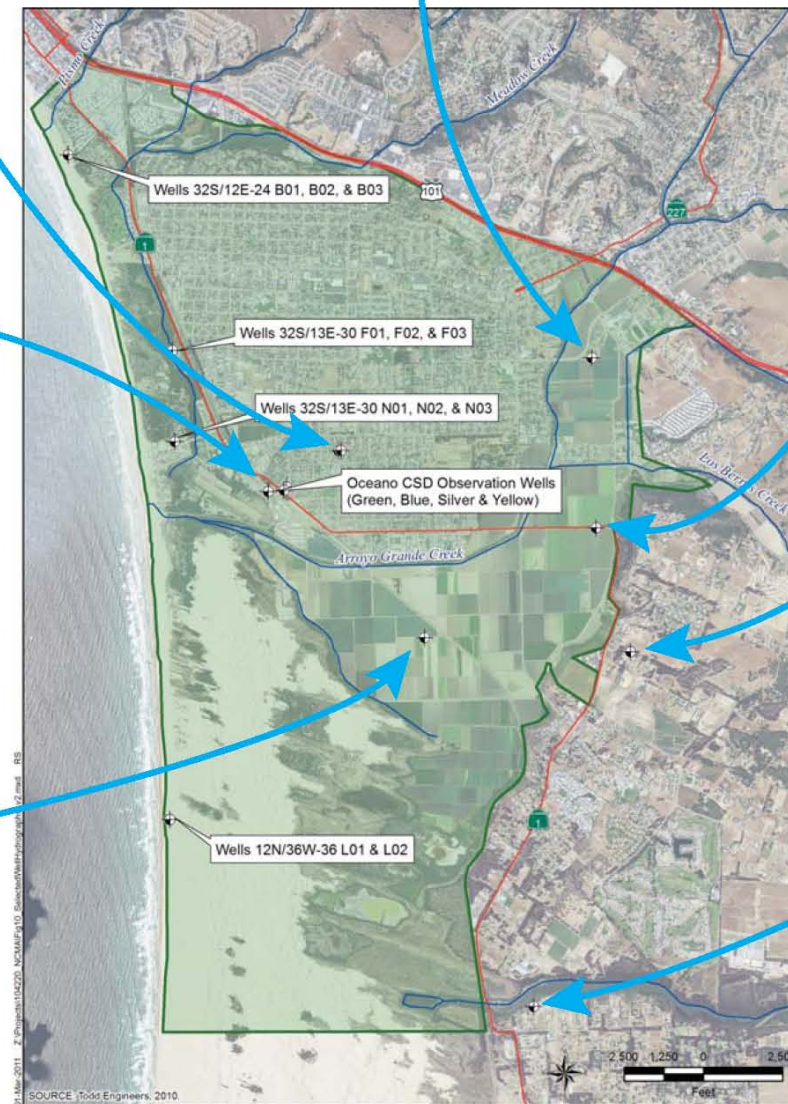 Pismo Creek
Meadow Creek
Wells 32S/12E-24 B01, B02, & B03
101
227
1
Wells 32S/13E-30 F01, F02, & F03
Wells 32S/13E-30 N01, N02, & N03
Los Berros Creek
Oceano CSD Observation Wells
(Green, Blue, Silver & Yellow)
Arroyo Grande Creek
1
Wells 12N/36W-36 L01 & L02
2,500 1,250 0 2,50
Feet
SOURCE: Todd Engineers, 2010.